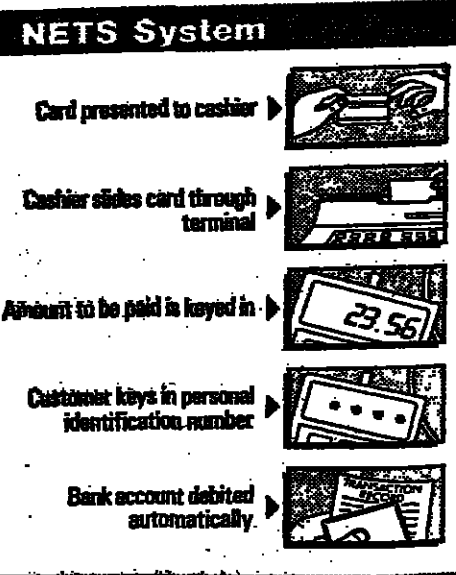 NETS System
Card presented to cashier
Cashier slides card through
terminal
Amount to be paid is keyed in
23.56
Customer keys in personal
identification number
TRANSACTION
RECORD
Bank account debited
automatically.